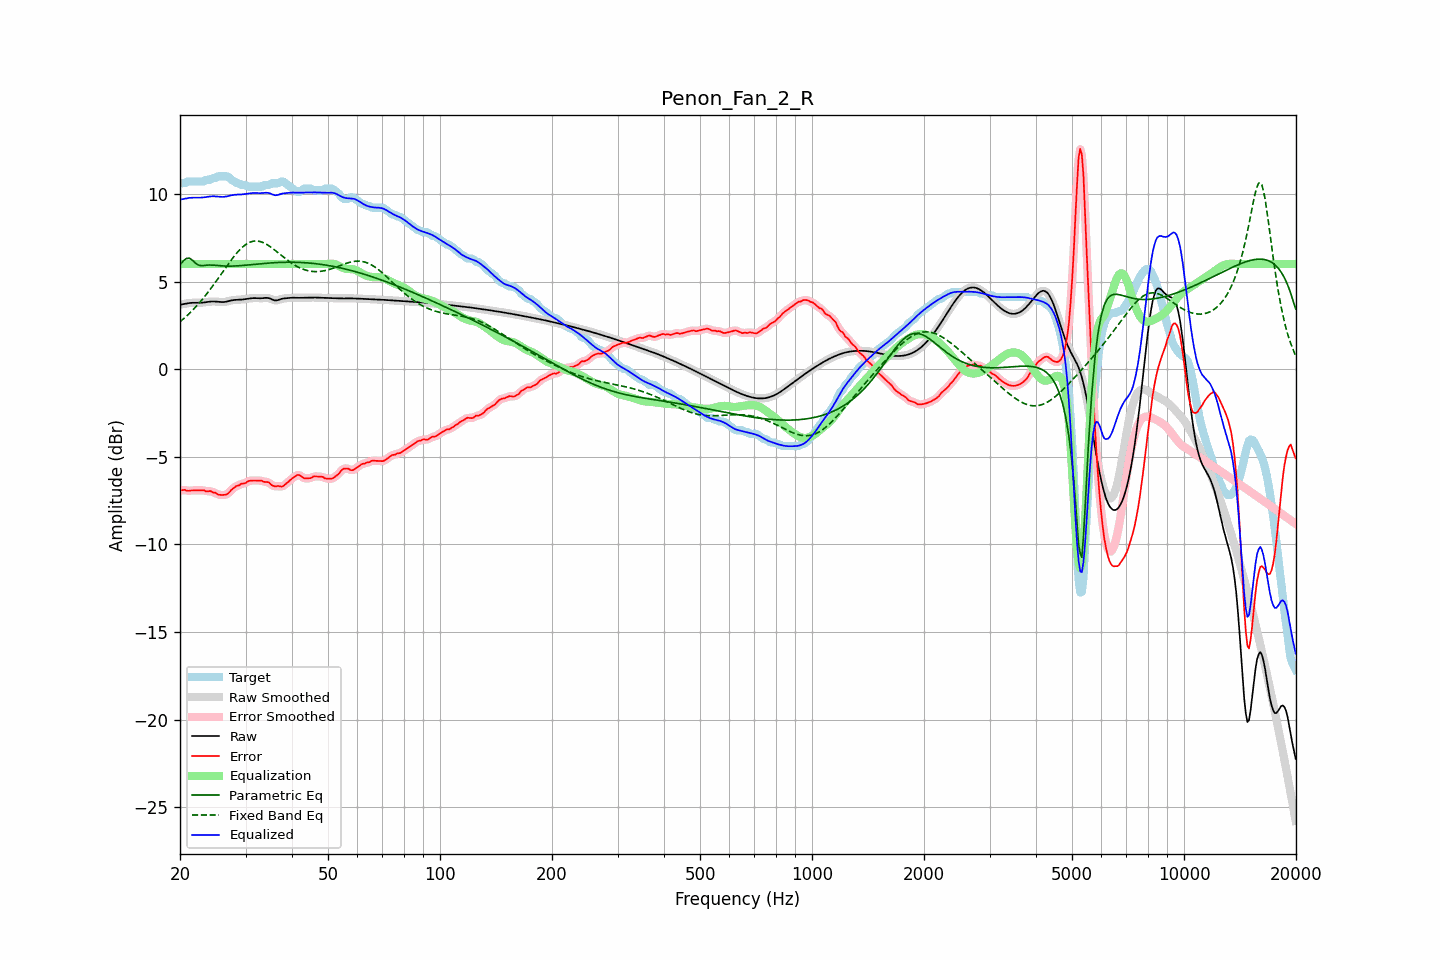 Penon_Fan_2_R
Amplitude (dBr)
10
5
0
−5
−10
−15
−20
−25
Target
Raw Smoothed
Error Smoothed
Raw
Error
Equalization
Parametric Eq
Fixed Band Eq
Equalized
20 50 100 200 500 1000 2000 5000 10000 20000
Frequency (Hz)